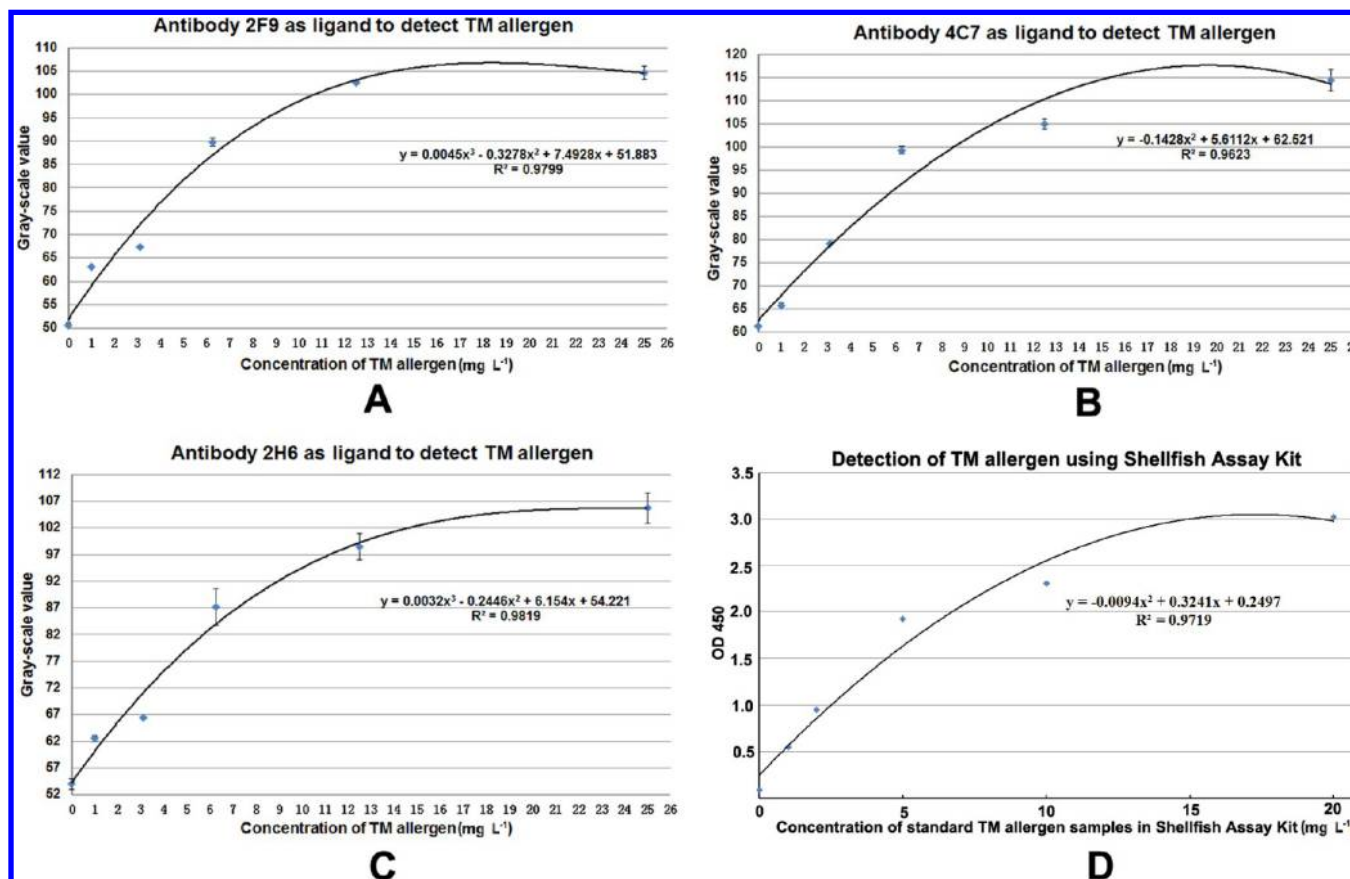 Antibody 2F9 as ligand to detect TM allergen
110
105
100
95
90
85
80
75
70
65
60
55
50
Gray-scale value
y = 0.0045x³ - 0.3278x² + 7.4928x + 51.883
R² = 0.9799
0 1 2 3 4 5 6 7 8 9 10 11 12 13 14 15 16 17 18 19 20 21 22 23 24 25 26
Concentration of TM allergen (mg L⁻¹)
A
Antibody 4C7 as ligand to detect TM allergen
120
115
110
105
100
95
90
85
80
75
70
65
60
Gray-scale value
y = -0.1428x² + 5.6112x + 62.521
R² = 0.9623
0 1 2 3 4 5 6 7 8 9 10 11 12 13 14 15 16 17 18 19 20 21 22 23 24 25
Concentration of TM allergen (mg L⁻¹)
B
Antibody 2H6 as ligand to detect TM allergen
112
107
102
97
92
87
82
77
72
67
62
57
52
Gray-scale value
y = 0.0032x³ - 0.2446x² + 6.154x + 54.221
R² = 0.9819
0 1 2 3 4 5 6 7 8 9 10 11 12 13 14 15 16 17 18 19 20 21 22 23 24 25 26
Concentration of TM allergen (mg L⁻¹)
C
Detection of TM allergen using Shellfish Assay Kit
3.5
3.0
2.5
2.0
1.5
1.0
0.5
OD 450
y = -0.0094x² + 0.3241x + 0.2497
R² = 0.9719
0 5 10 15 20
Concentration of standard TM allergen samples in Shellfish Assay Kit (mg L⁻¹
D